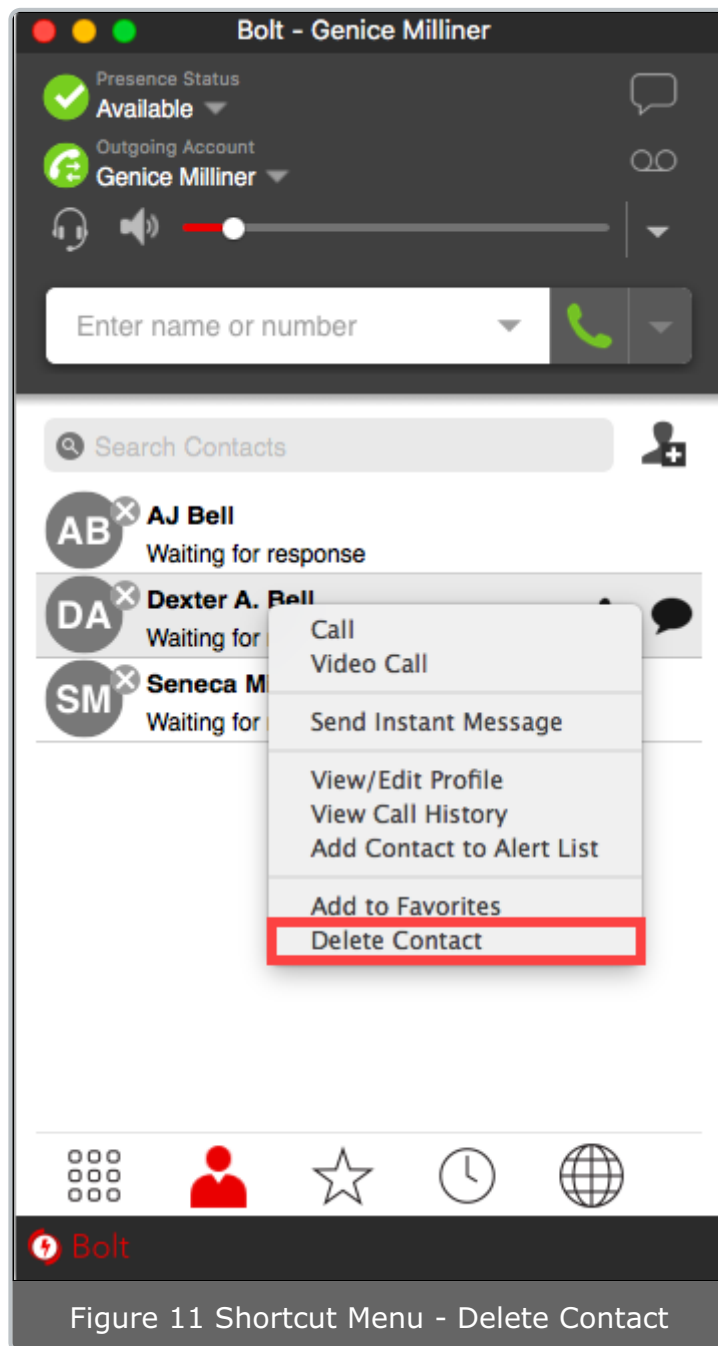 Bolt - Genice Milliner
Presence Status
Available
Outgoing Account
Genice Milliner
Enter name or number
Search Contacts
AB
AJ Bell
Waiting for response
DA
Dexter A. Bell
Waiting for
SM
Seneca Mi
Waiting for
Call
Video Call
Send Instant Message
View/Edit Profile
View Call History
Add Contact to Alert List
Add to Favorites
Delete Contact
Bolt
Figure 11 Shortcut Menu - Delete Contact